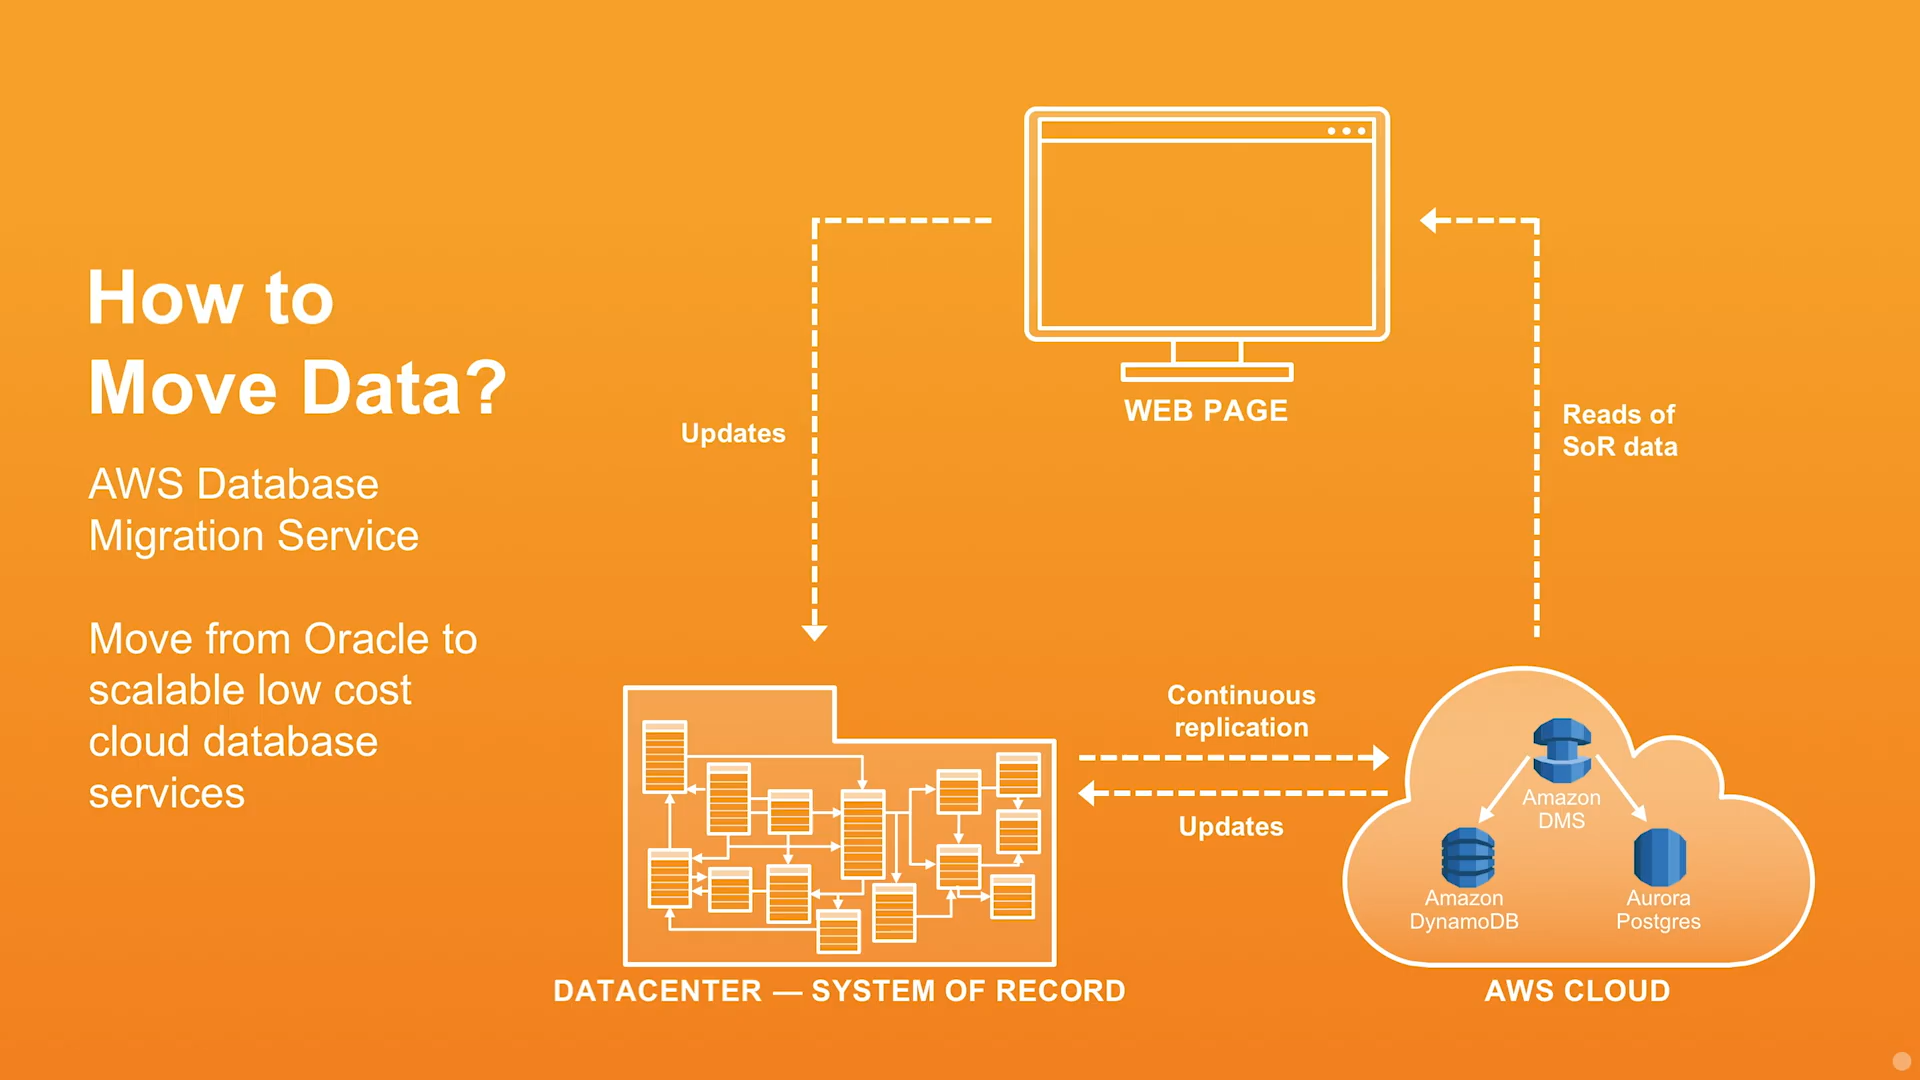 How to
Move Data?
AWS Database
Migration Service
Move from Oracle to
scalable low cost
cloud database
services
WEB PAGE
Updates
Reads of
SoR data
Continuous
replication
Updates
Amazon
DMS
Amazon
DynamoDB
Aurora
Postgres
DATACENTER — SYSTEM OF RECORD
AWS CLOUD